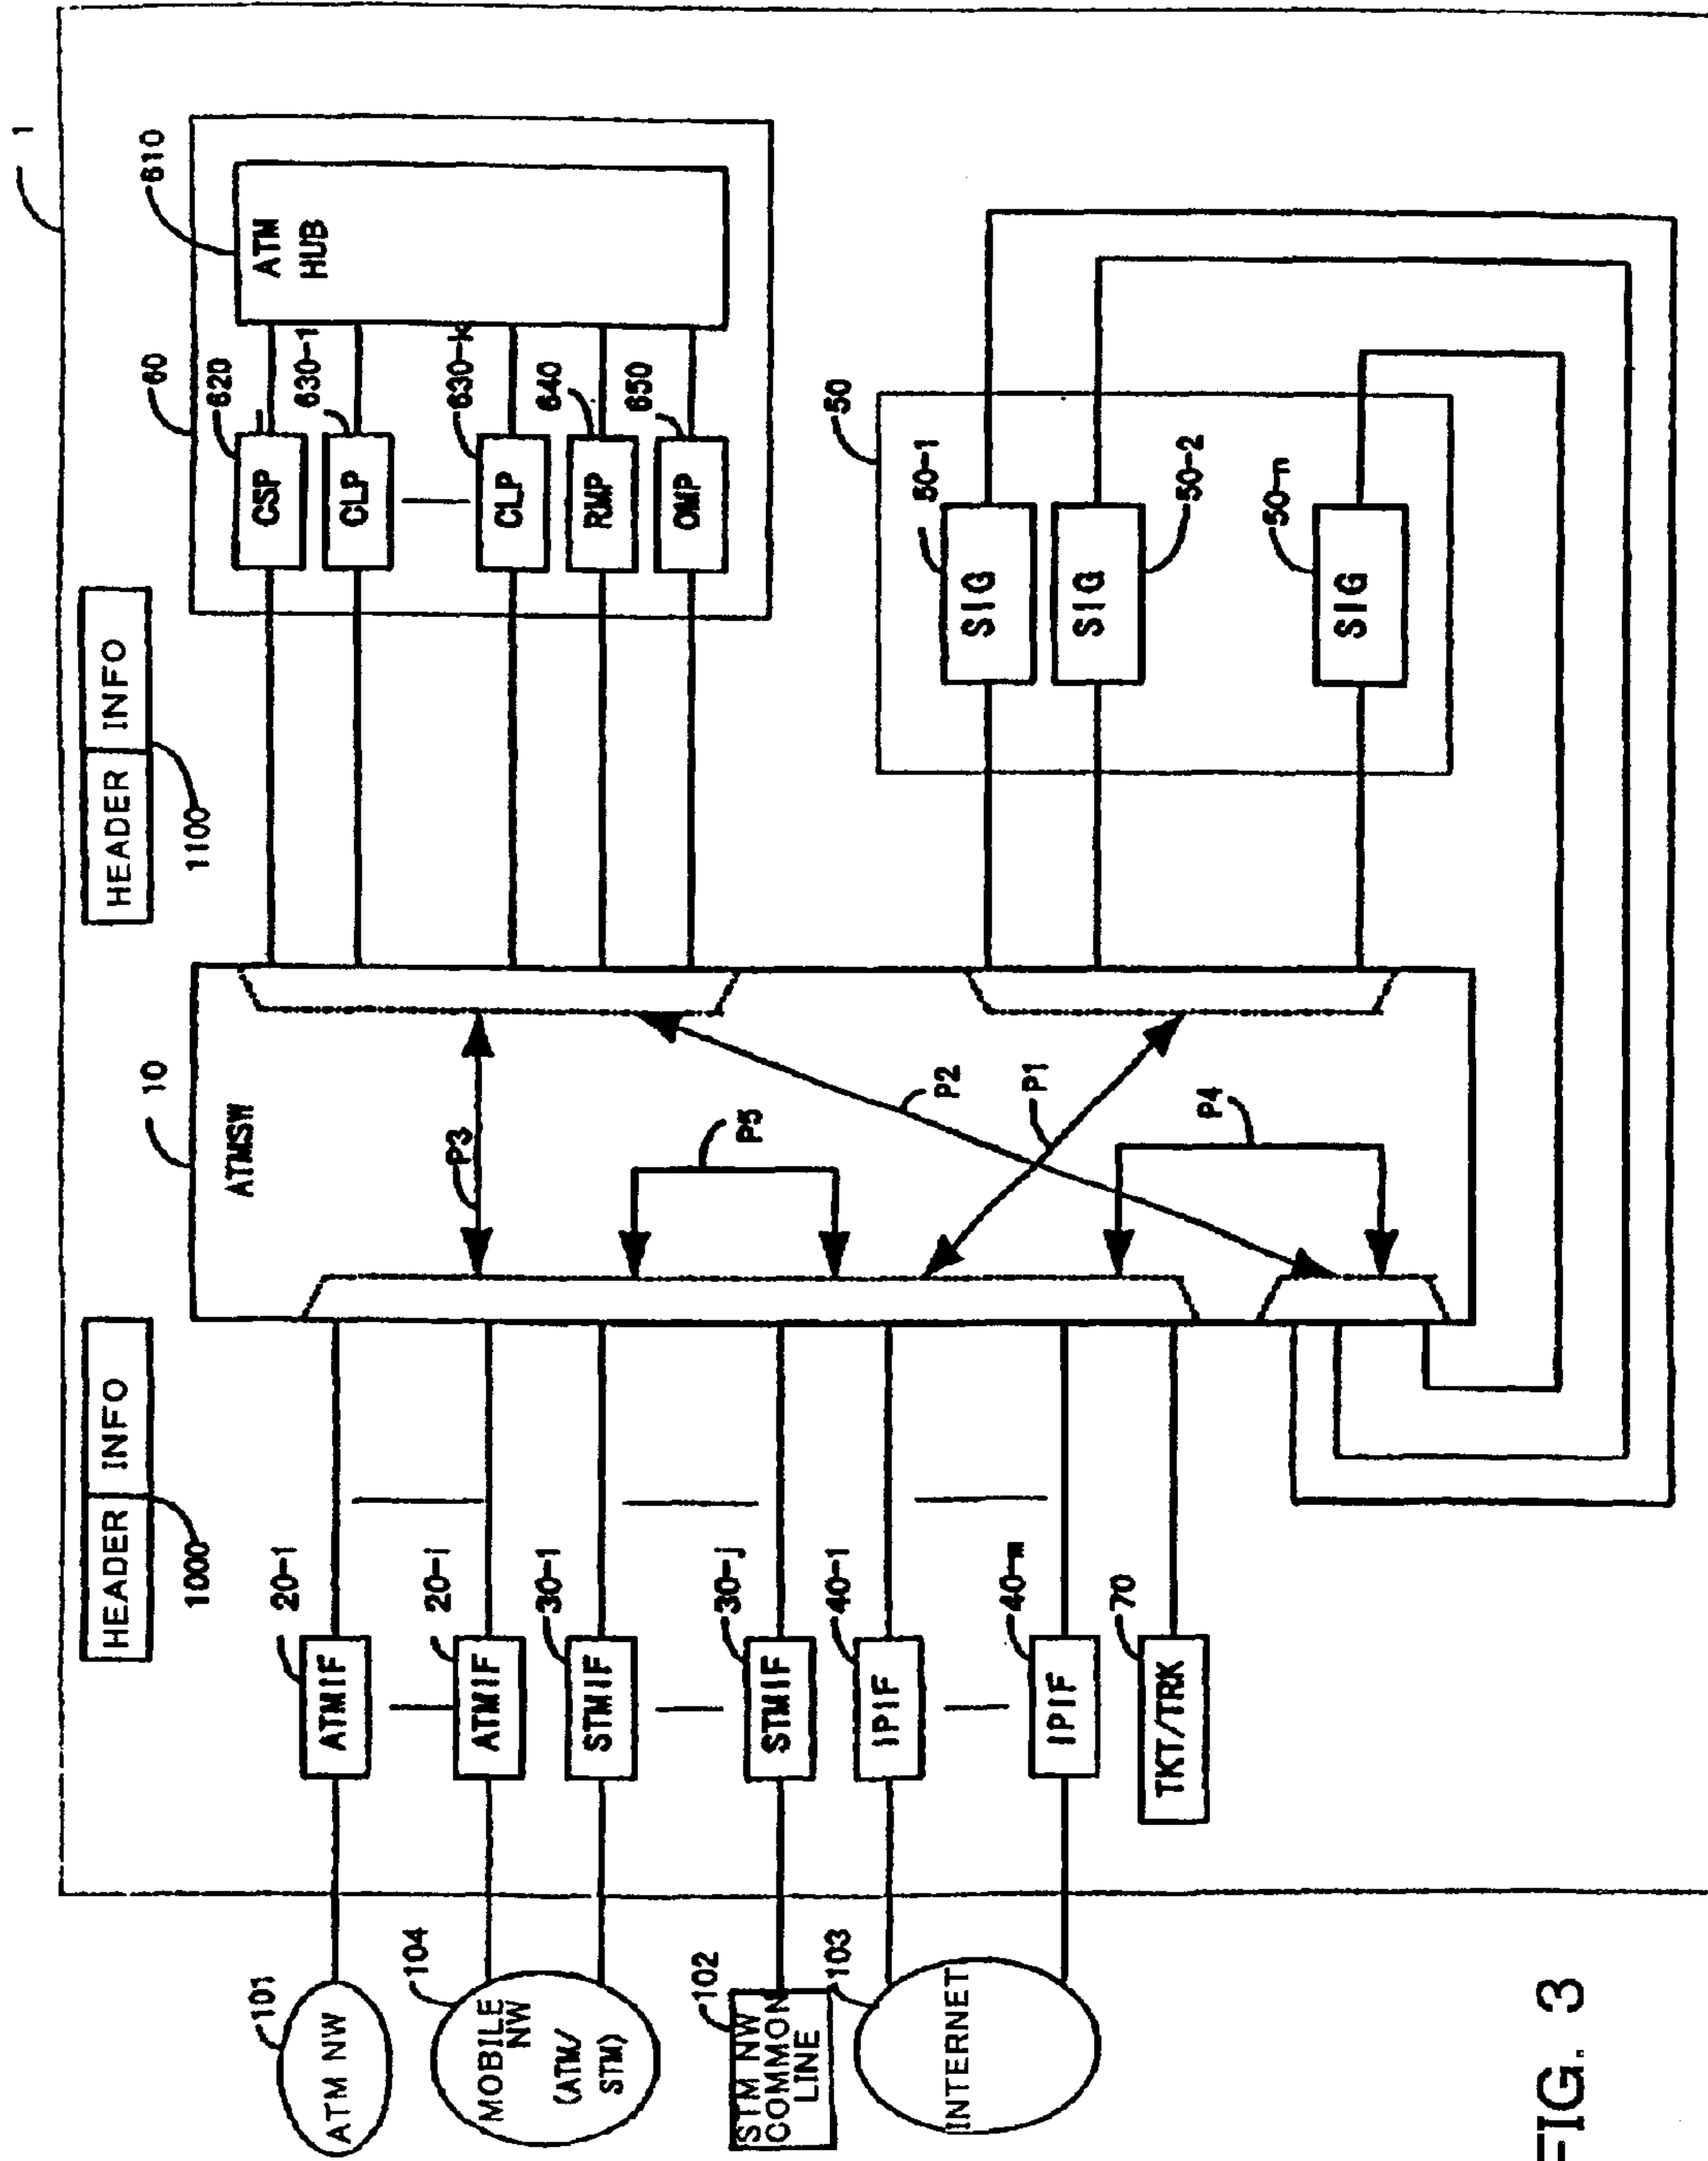 1
HEADER INFO
1000
HEADER INFO
1100
10
ATMSW
60
610
ATM
HUB
620
CSP
630-1
CLP
630-k
CLP
640
RMP
650
OMP
101
ATM NW
20-1
ATMIF
104
MOBILE
NW
(ATM/
STM)
20-i
ATMIF
30-1
STMIF
102
STM NW
COMMON
LINE
30-j
STMIF
103
INTERNET
40-1
IPIF
40-m
IPIF
70
TKT/TRK
P3
P5
P2
P1
P4
50
50-1
SIG
50-2
SIG
50-n
SIG
FIG. 3